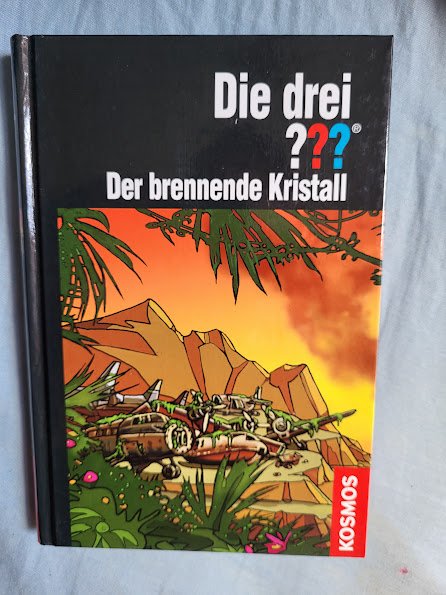 Die drei
???®
Der brennende Kristall
KOSMOS